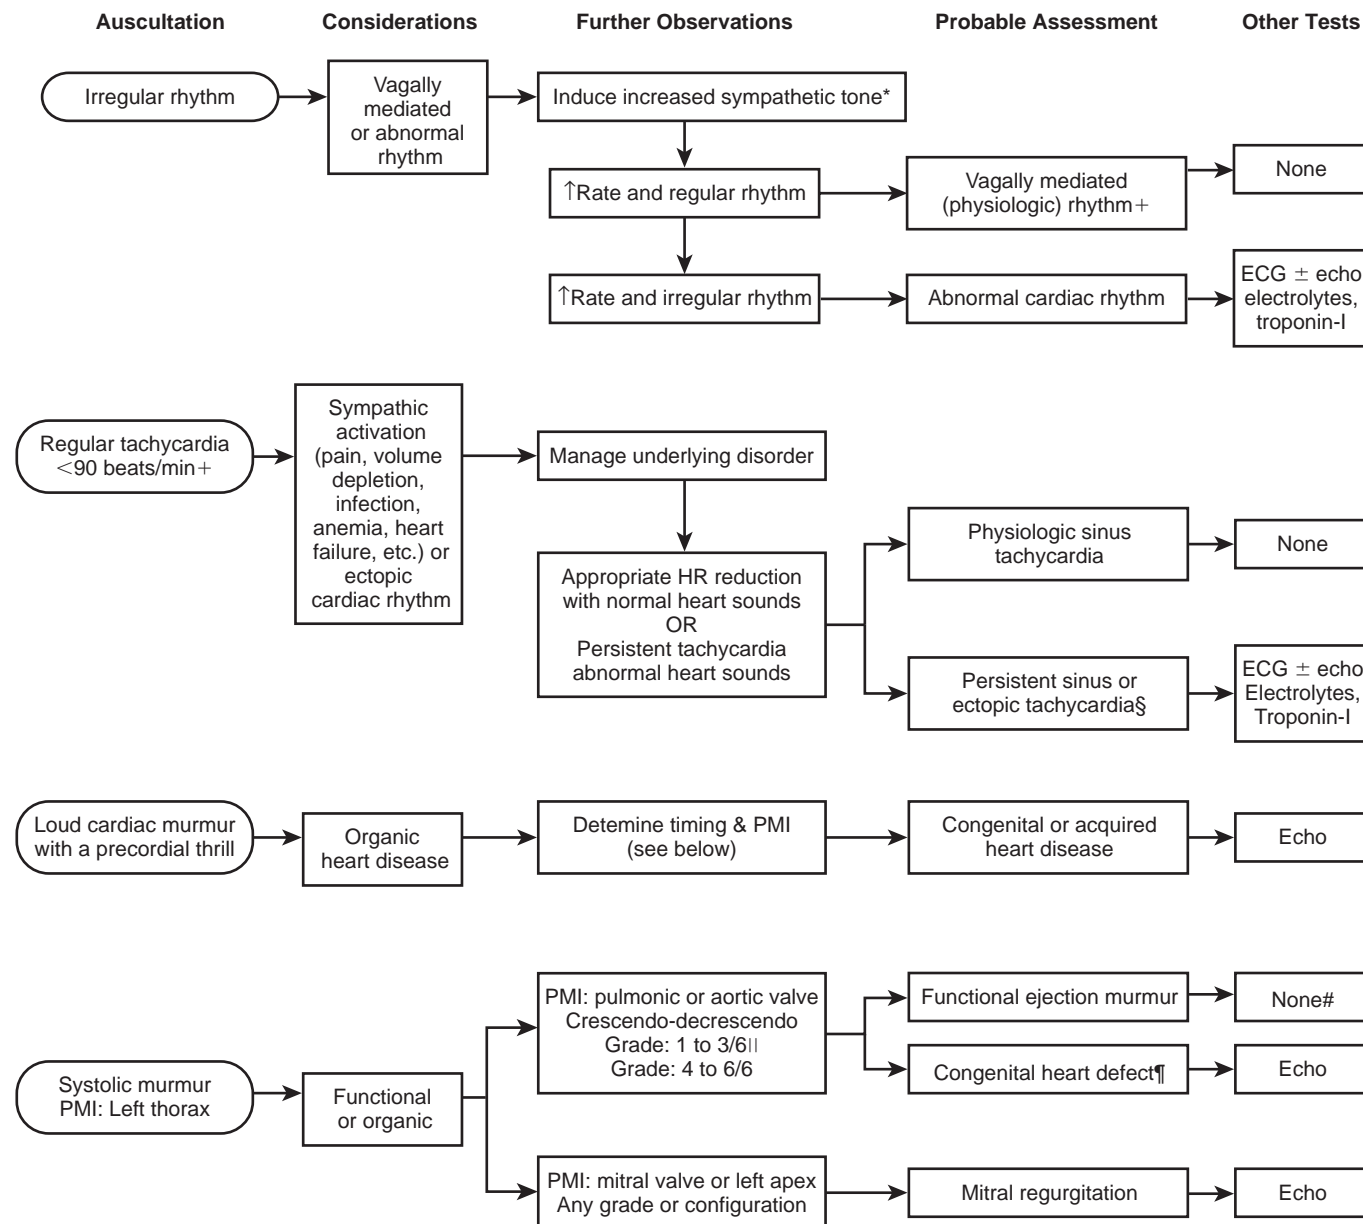 Auscultation
Considerations
Further Observations
Probable Assessment
Other Tests
Irregular rhythm
Vagally
mediated
or abnormal
rhythm
Induce increased sympathetic tone*
↑Rate and regular rhythm
Vagally mediated
(physiologic) rhythm+
None
↑Rate and irregular rhythm
Abnormal cardiac rhythm
ECG ± echo
electrolytes,
troponin-I
Regular tachycardia
<90 beats/min+
Sympathic
activation
(pain, volume
depletion,
infection,
anemia, heart
failure, etc.) or
ectopic
cardiac rhythm
Manage underlying disorder
Appropriate HR reduction
with normal heart sounds
OR
Persistent tachycardia
abnormal heart sounds
Physiologic sinus
tachycardia
None
Persistent sinus or
ectopic tachycardia§
ECG ± echo
Electrolytes,
Troponin-I
Loud cardiac murmur
with a precordial thrill
Organic
heart disease
Detemine timing & PMI
(see below)
Congenital or acquired
heart disease
Echo
Systolic murmur
PMI: Left thorax
Functional
or organic
PMI: pulmonic or aortic valve
Crescendo-decrescendo
Grade: 1 to 3/6||
Grade: 4 to 6/6
Functional ejection murmur
None#
Congenital heart defect¶
Echo
PMI: mitral valve or left apex
Any grade or configuration
Mitral regurgitation
Echo